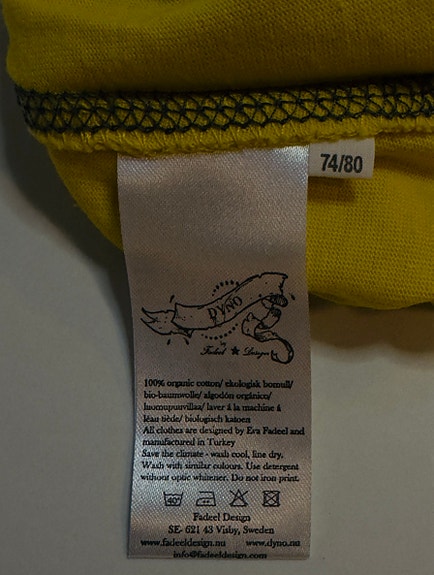 74/80
DYNO
by
Fadeel ★ Design
100% organic cotton/ ekologisk bomull/
bio-baumwolle/ algodón orgánico/
luomupuuvillaa/ laver á la machine á
léau tiède/ biologisch katoen
All clothes are designed by Eva Fadeel and
manufactured in Turkey
Save the climate - wash cool, line dry.
Wash with similar colours. Use detergent
without optic whitener. Do not iron print.
40°
Fadeel Design
SE- 621 43 Visby, Sweden
www.fadeeldesign.nu www.dyno.nu
info@fadeeldesign.com